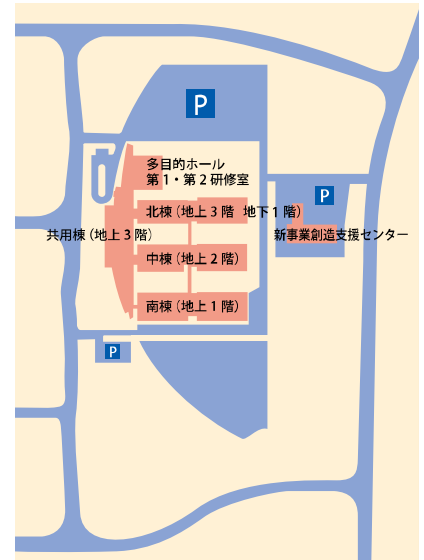 P
多目的ホール
第1・第2研修室
P
北棟(地上3階 地下1階)
共用棟(地上3階)
新事業創造支援センター
中棟(地上2階)
南棟(地上1階)
P